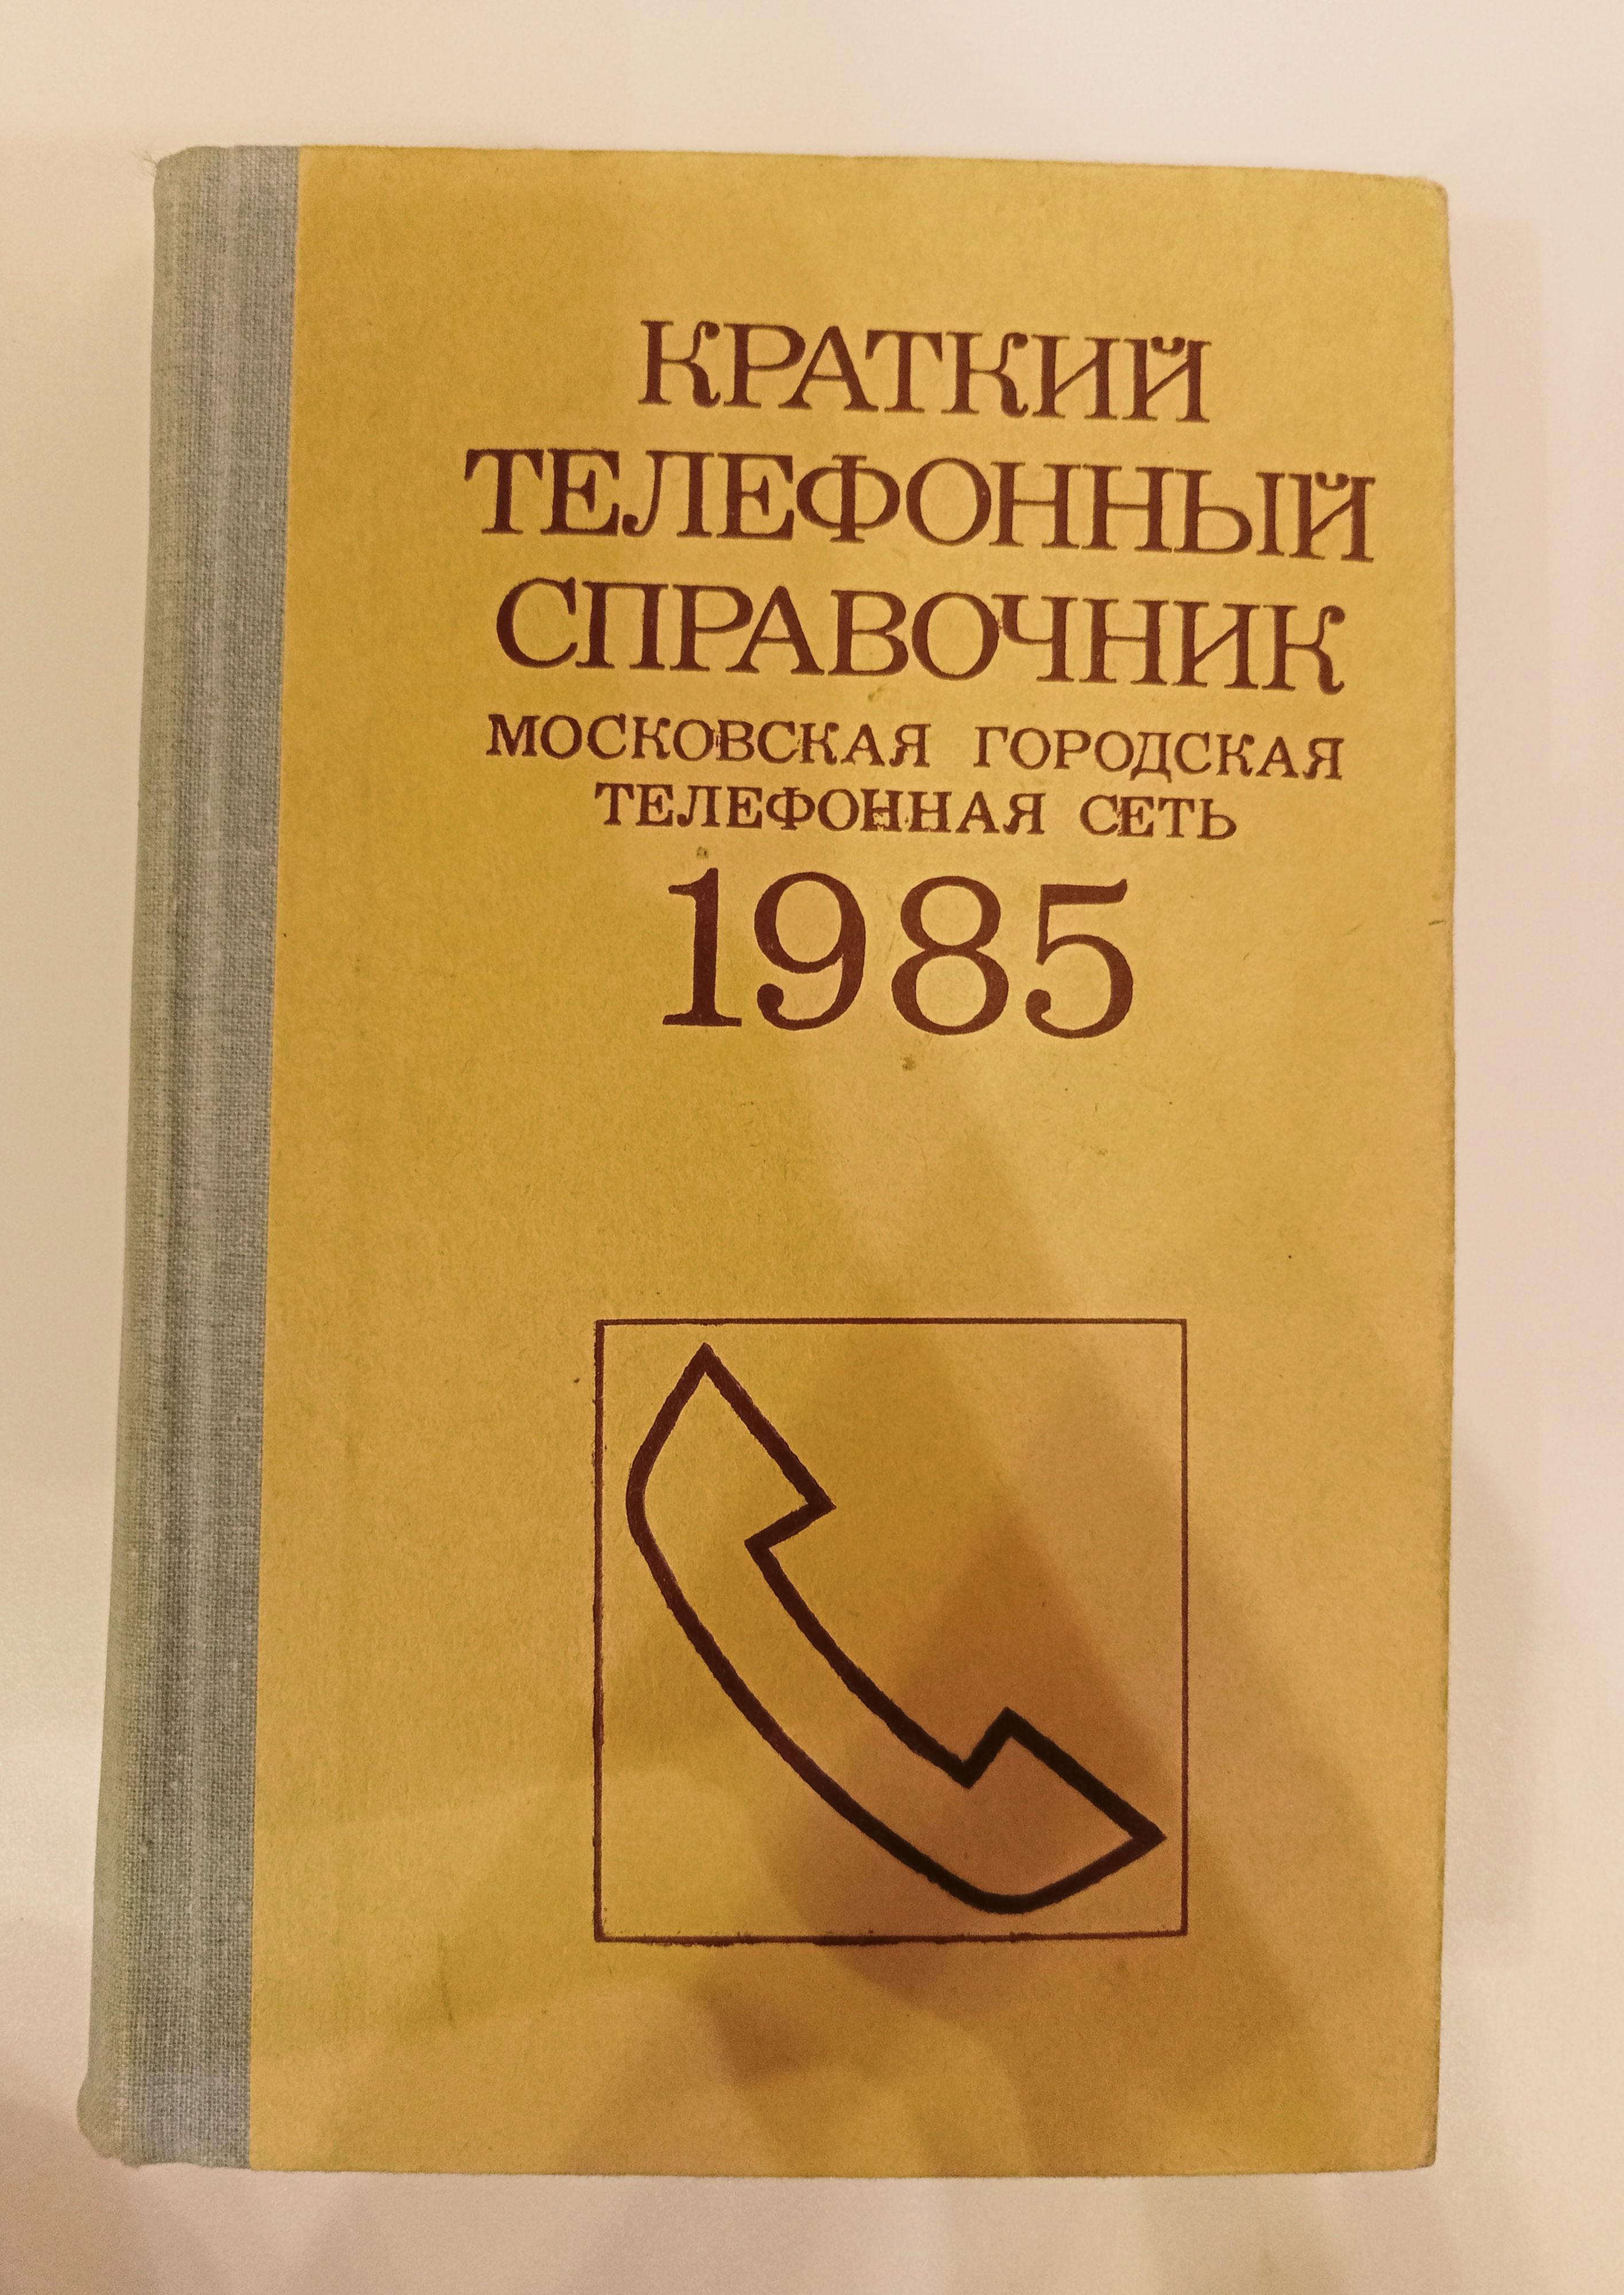 КРАТКИЙ
ТЕЛЕФОННЫЙ
СПРАВОЧНИК
МОСКОВСКАЯ ГОРОДСКАЯ
ТЕЛЕФОННАЯ СЕТЬ
1985